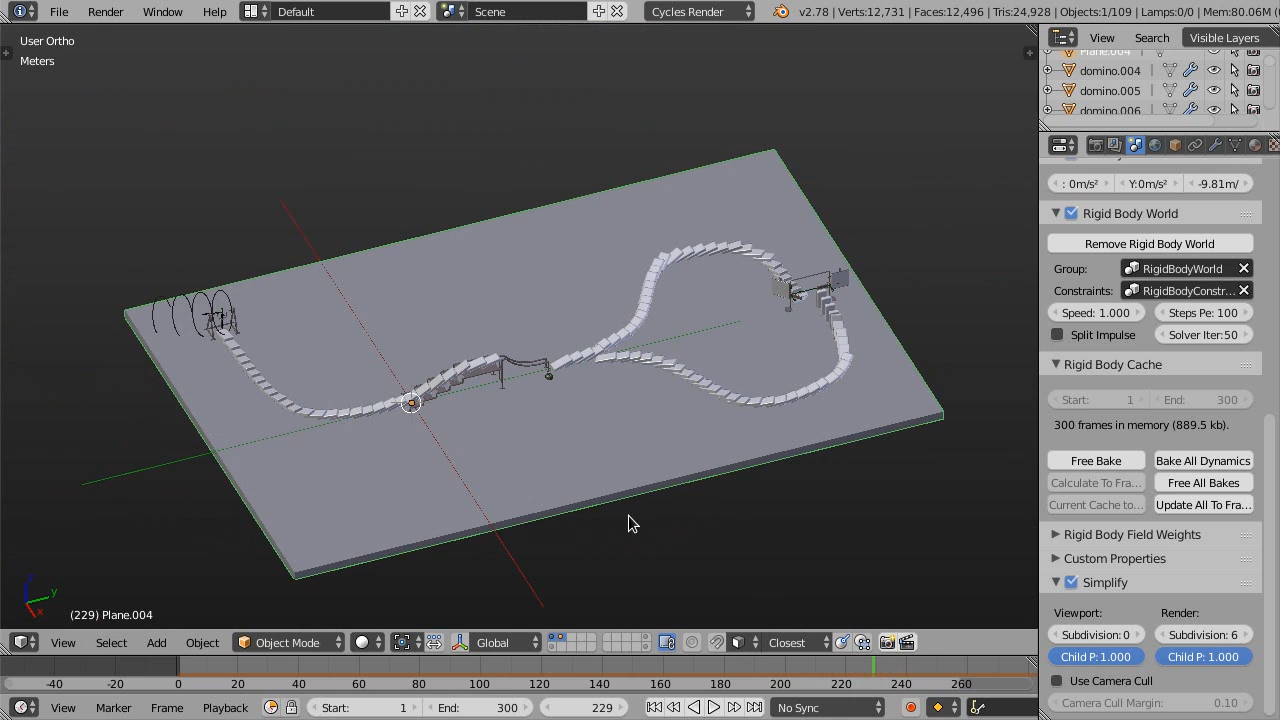 File Render Window Help Default Scene Cycles Render v2.78 | Verts:12,731 | Faces:12,496 | Tris:24,928 | Objects:1/109 | Lamps:0/0 | Mem:80.06M
User Ortho
Meters
View Search Visible Layers
Plane.004
domino.004
domino.005
domino.006
: 0m/s² Y:0m/s² -9.81m/
Rigid Body World
Remove Rigid Body World
Group: RigidBodyWorld
Constraints: RigidBodyConstr...
Speed: 1.000 Steps Pe: 100
Split Impulse Solver Iter:50
Rigid Body Cache
Start: 1 End: 300
300 frames in memory (889.5 kb).
Free Bake Bake All Dynamics
Calculate To Fra... Free All Bakes
Current Cache to... Update All To Fra...
Rigid Body Field Weights
Custom Properties
Simplify
Viewport: Render:
Subdivision: 0 Subdivision: 6
Child P: 1.000 Child P: 1.000
Use Camera Cull
Camera Cull Margin: 0.10
z
y
x
(229) Plane.004
View Select Add Object Object Mode Global Closest
-40 -20 0 20 40 60 80 100 120 140 160 180 200 220 240 260
View Marker Frame Playback Start: 1 End: 300 229 No Sync